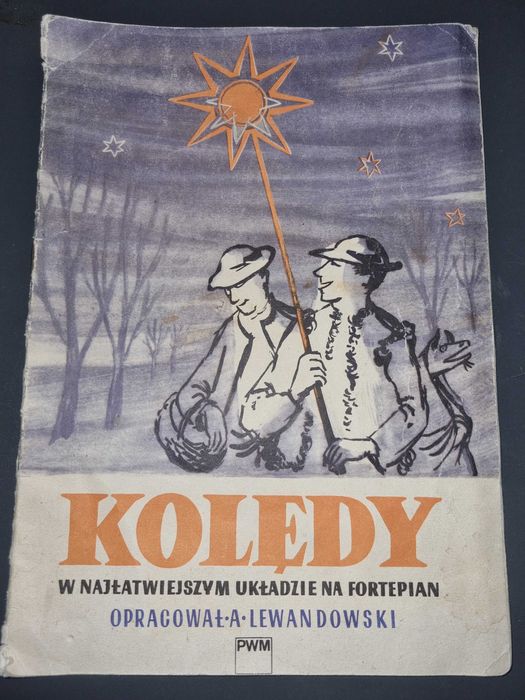 KOLĘDY
W NAJŁATWIEJSZYM UKŁADZIE NA FORTEPIAN
OPRACOWAŁ·A·LEWANDOWSKI
PWM